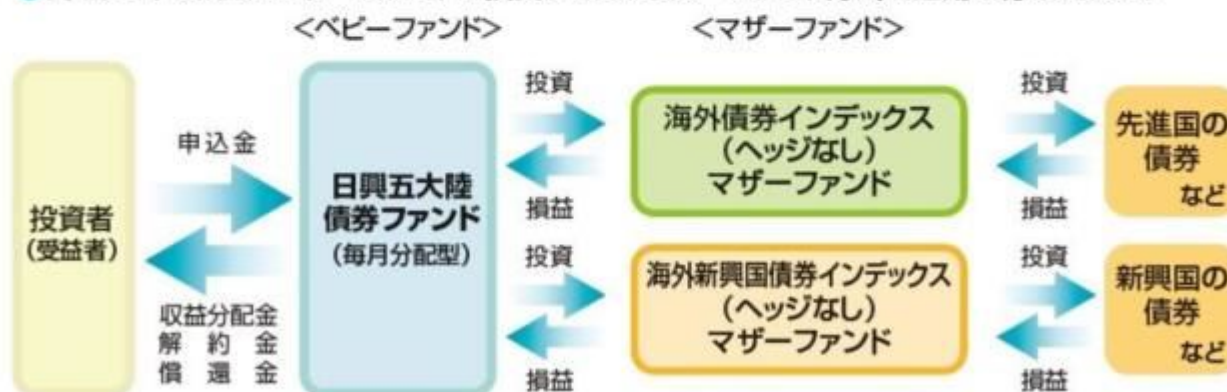 <ベビーファンド>
<マザーファンド>
投資者
(受益者)
申込金
収益分配金
解約金
償還金
日興五大陸
債券ファンド
(毎月分配型)
投資
損益
投資
損益
海外債券インデックス
(ヘッジなし)
マザーファンド
海外新興国債券インデックス
(ヘッジなし)
マザーファンド
投資
損益
投資
損益
先進国の
債券
など
新興国の
債券
など